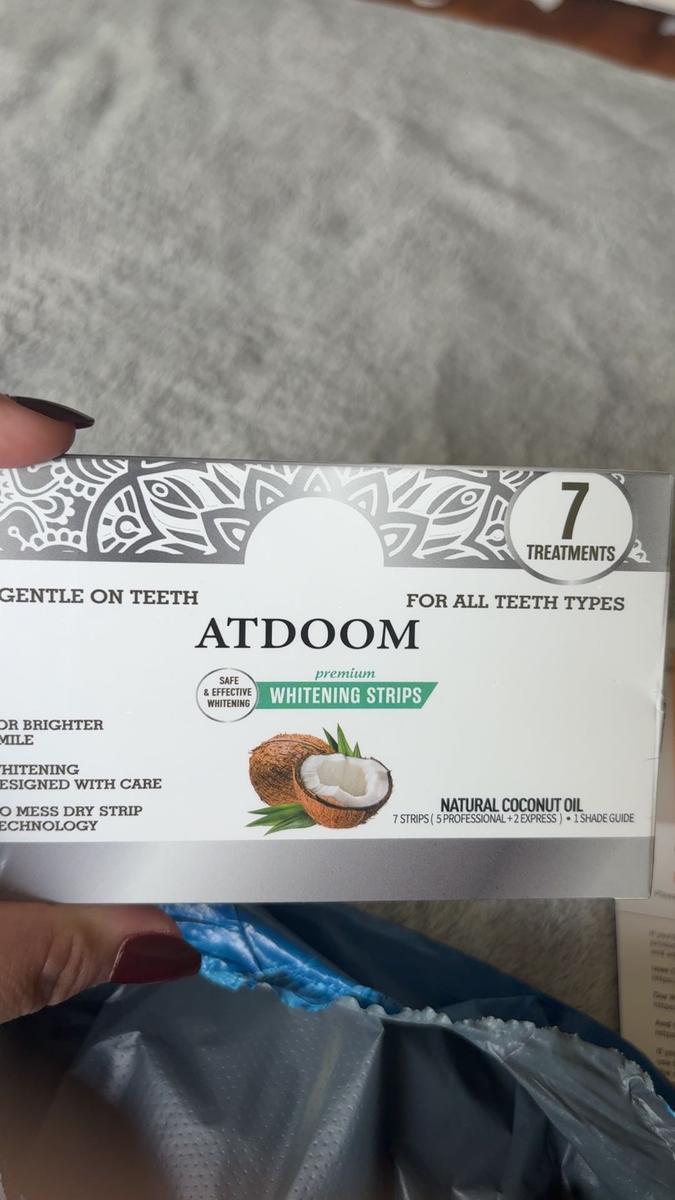 7
TREATMENTS
GENTLE ON TEETH
FOR ALL TEETH TYPES
ATDOOM
premium
SAFE
& EFFECTIVE
WHITENING
WHITENING STRIPS
OR BRIGHTER
MILE
HITENING
ESIGNED WITH CARE
O MESS DRY STRIP
ECHNOLOGY
NATURAL COCONUT OIL
7 STRIPS ( 5 PROFESSIONAL + 2 EXPRESS ) • 1 SHADE GUIDE